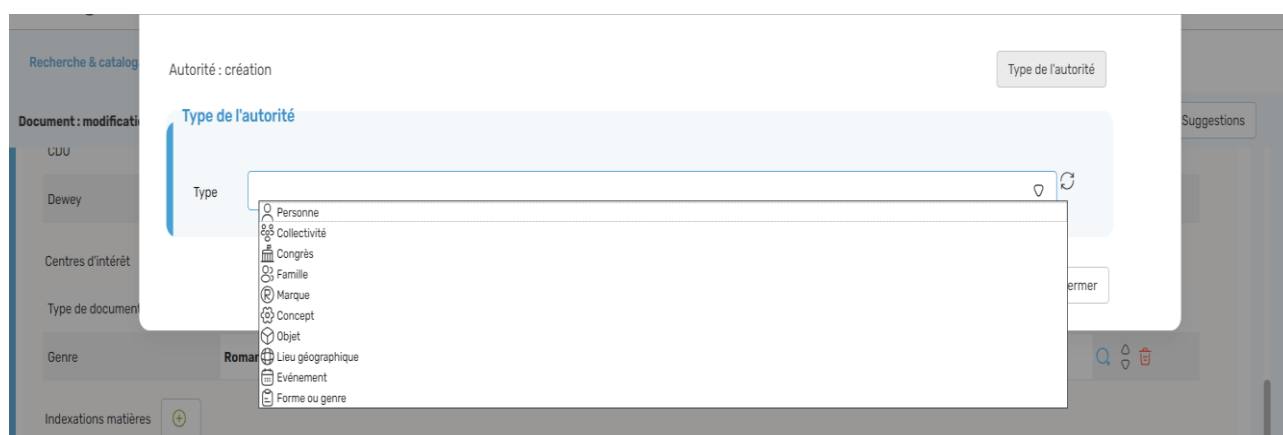 Recherche & catalog
Autorité : création
Type de l'autorité
Document : modificati
Type de l'autorité
Suggestions
CDU
Dewey
Type
Personne
Collectivité
Congrès
Centres d'intérêt
Famille
ermer
Marque
Type de document
Concept
Objet
Genre
Roman
Lieu géographique
Evénement
Forme ou genre
Indexations matières